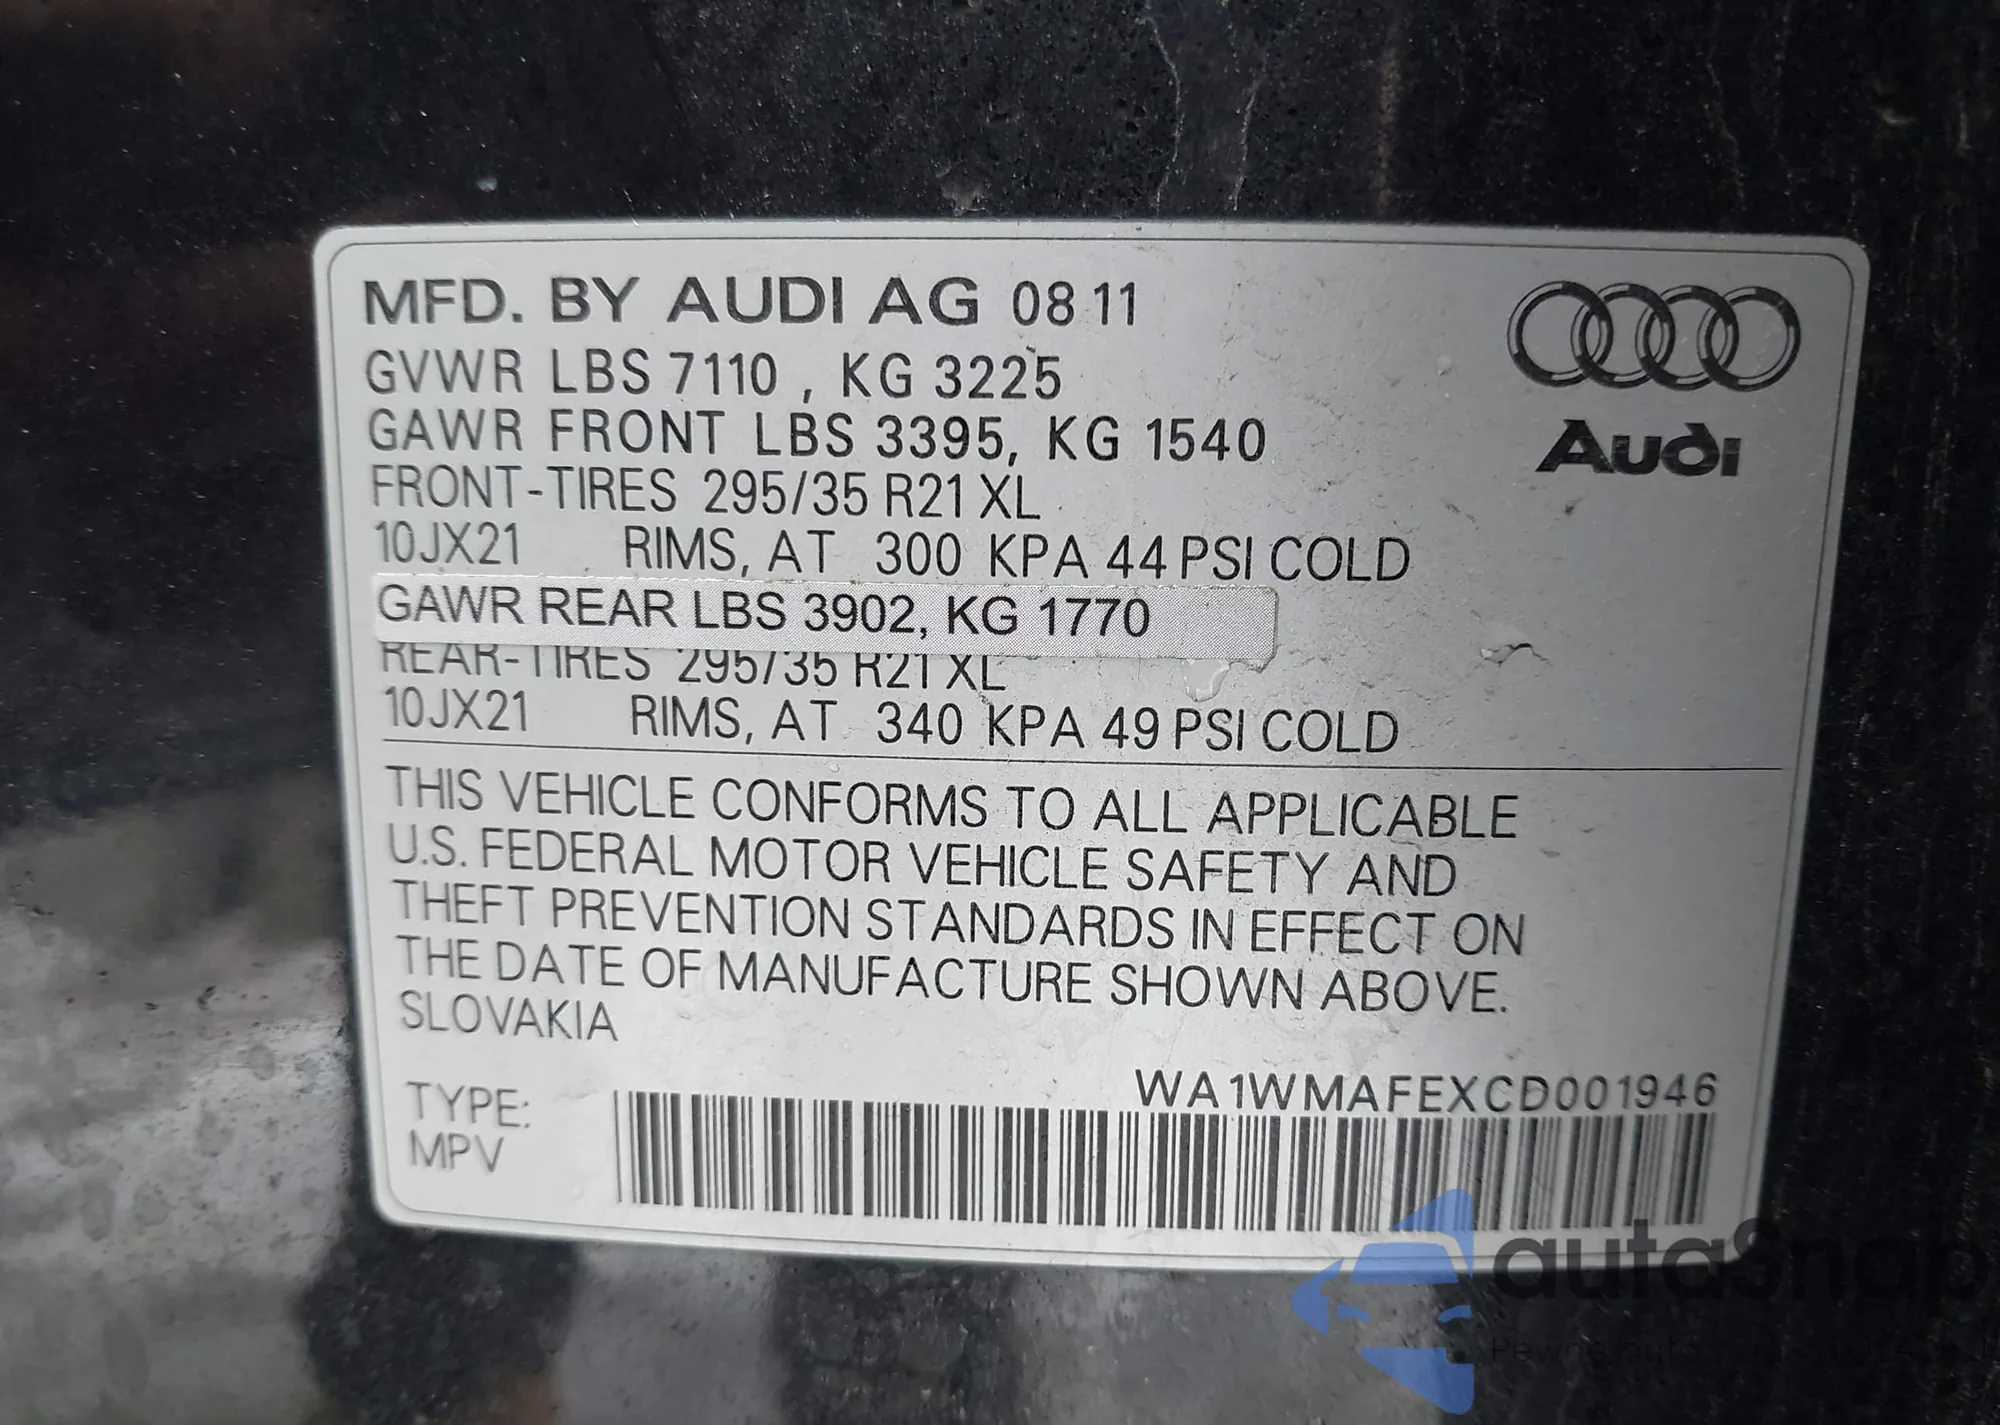 MFD. BY AUDI AG 08 11
GVWR LBS 7110 , KG 3225
GAWR FRONT LBS 3395, KG 1540
FRONT-TIRES 295/35 R21 XL
10JX21 RIMS, AT 300 KPA 44 PSI COLD
GAWR REAR LBS 3902, KG 1770
REAR-TIRES 295/35 R21 XL
10JX21 RIMS, AT 340 KPA 49 PSI COLD
Audi
THIS VEHICLE CONFORMS TO ALL APPLICABLE
U.S. FEDERAL MOTOR VEHICLE SAFETY AND
THEFT PREVENTION STANDARDS IN EFFECT ON
THE DATE OF MANUFACTURE SHOWN ABOVE.
SLOVAKIA
WA1WMAFEXCD001946
TYPE:
MPV
autasnap
Pewne auta